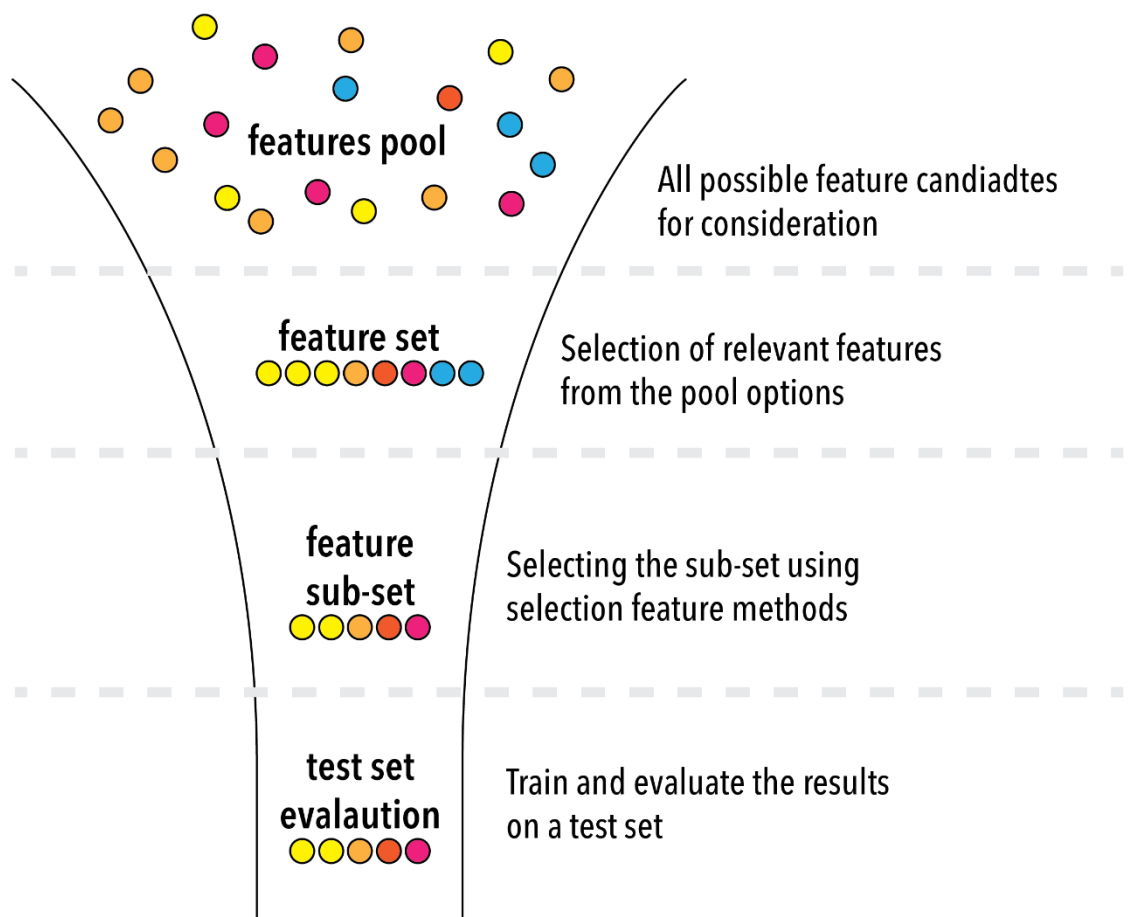 features pool
All possible feature candiadtes
for consideration
feature set
Selection of relevant features
from the pool options
feature
sub-set
Selecting the sub-set using
selection feature methods
test set
evalaution
Train and evaluate the results
on a test set